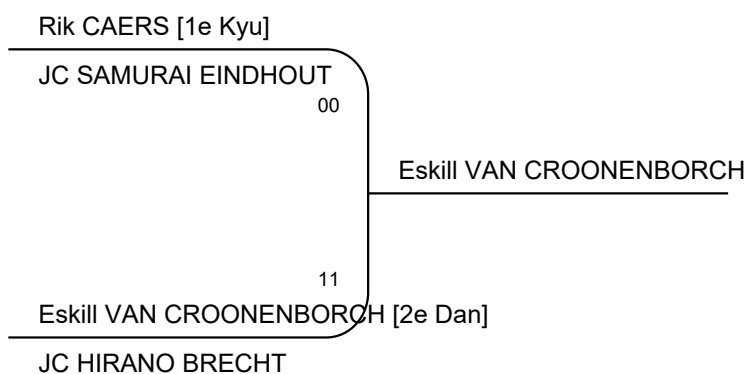 Rik CAERS [1e Kyu]
JC SAMURAI EINDHOUT
00
Eskill VAN CROONENBORCH
11
Eskill VAN CROONENBORCH [2e Dan]
JC HIRANO BRECHT